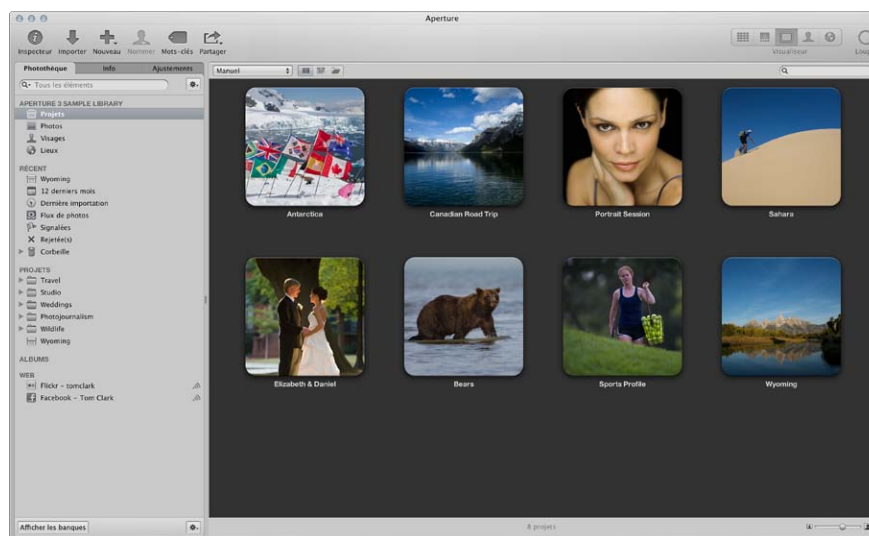 Aperture
Inspecteur Importer Nouveau Nommer Mots-clés Partager
Visualiseur
Photothèque Info Ajustements
Manuel
Tous les éléments
APERTURE 3 SAMPLE LIBRARY
Projets
Photos
Visages
Lieux
RÉCENT
Wyoming
12 derniers mois
Dernière importation
Flux de photos
Signalées
Rejetée(s)
Corbeille
PROJETS
Travel
Studio
Weddings
Photojournalism
Wildlife
Wyoming
ALBUMS
WEB
Flickr - tomclark
Facebook - Tom Clark
Antarctica
Canadian Road Trip
Portrait Session
Sahara
Elizabeth & Daniel
Bears
Sports Profile
Wyoming
Afficher les banques
8 projets